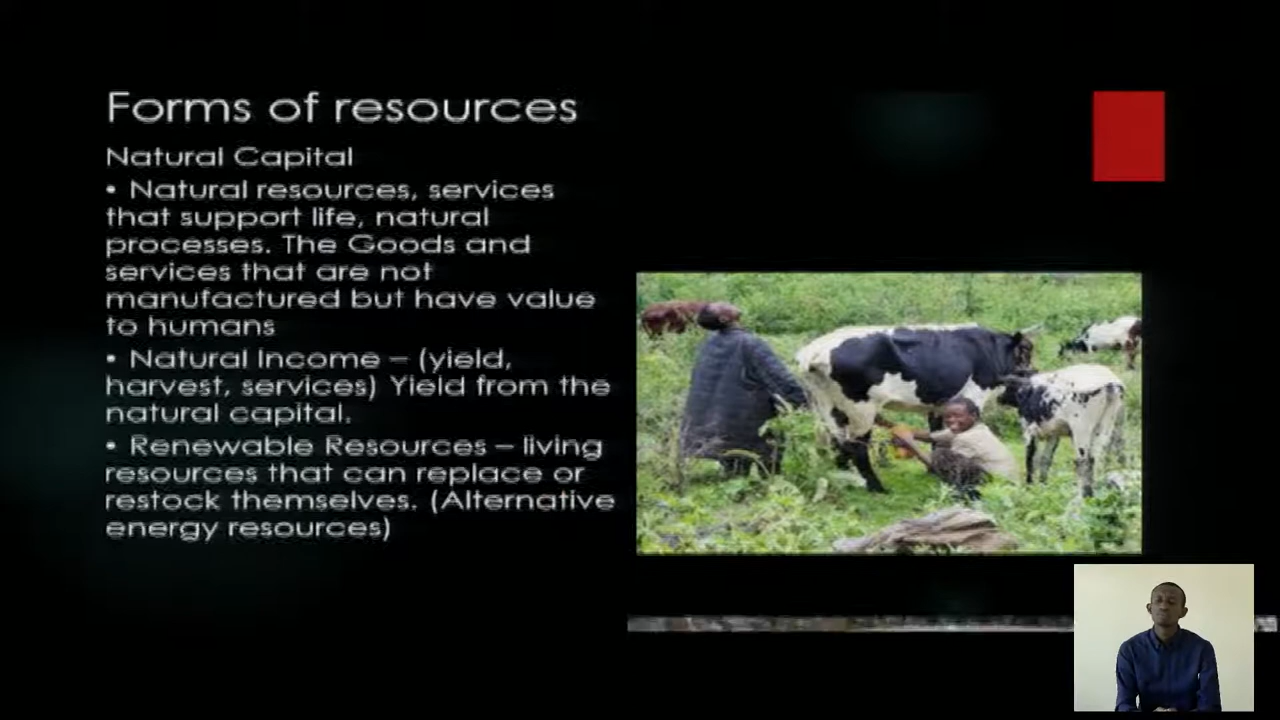 Forms of resources
Natural Capital
• Natural resources, services
that support life, natural
processes. The Goods and
services that are not
manufactured but have value
to humans
• Natural Income – (yield,
harvest, services) Yield from the
natural capital.
• Renewable Resources – living
resources that can replace or
restock themselves. (Alternative
energy resources)